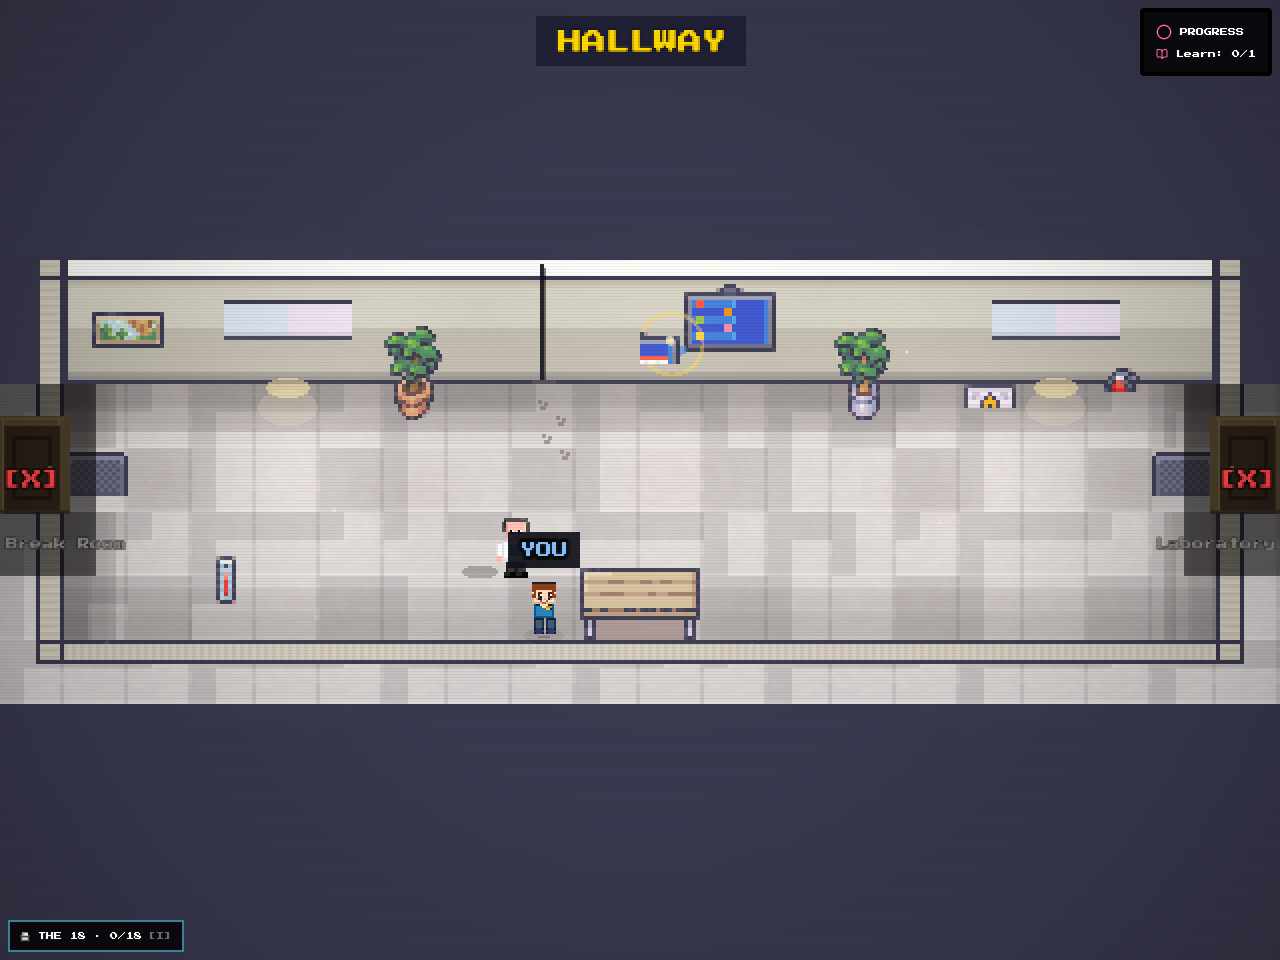 HALLWAY
PROGRESS
Learn: 0/1
[X]
[X]
Break Room
YOU
Laboratory
THE 18 · 0/18 [I]